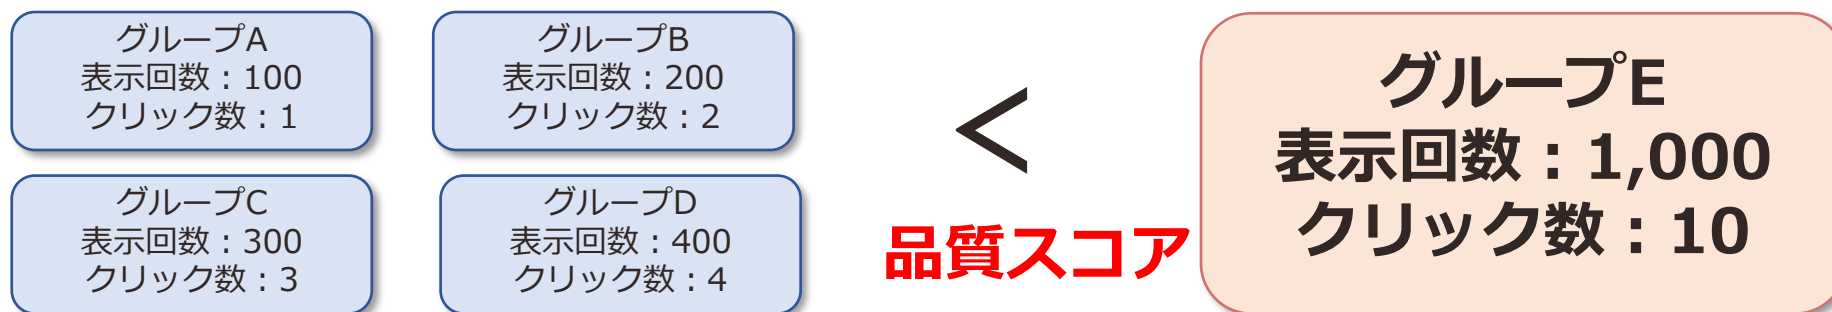 グループA
表示回数：100
クリック数：1
グループB
表示回数：200
クリック数：2
グループC
表示回数：300
クリック数：3
グループD
表示回数：400
クリック数：4
＜
品質スコア
グループE
表示回数：1,000
クリック数：10